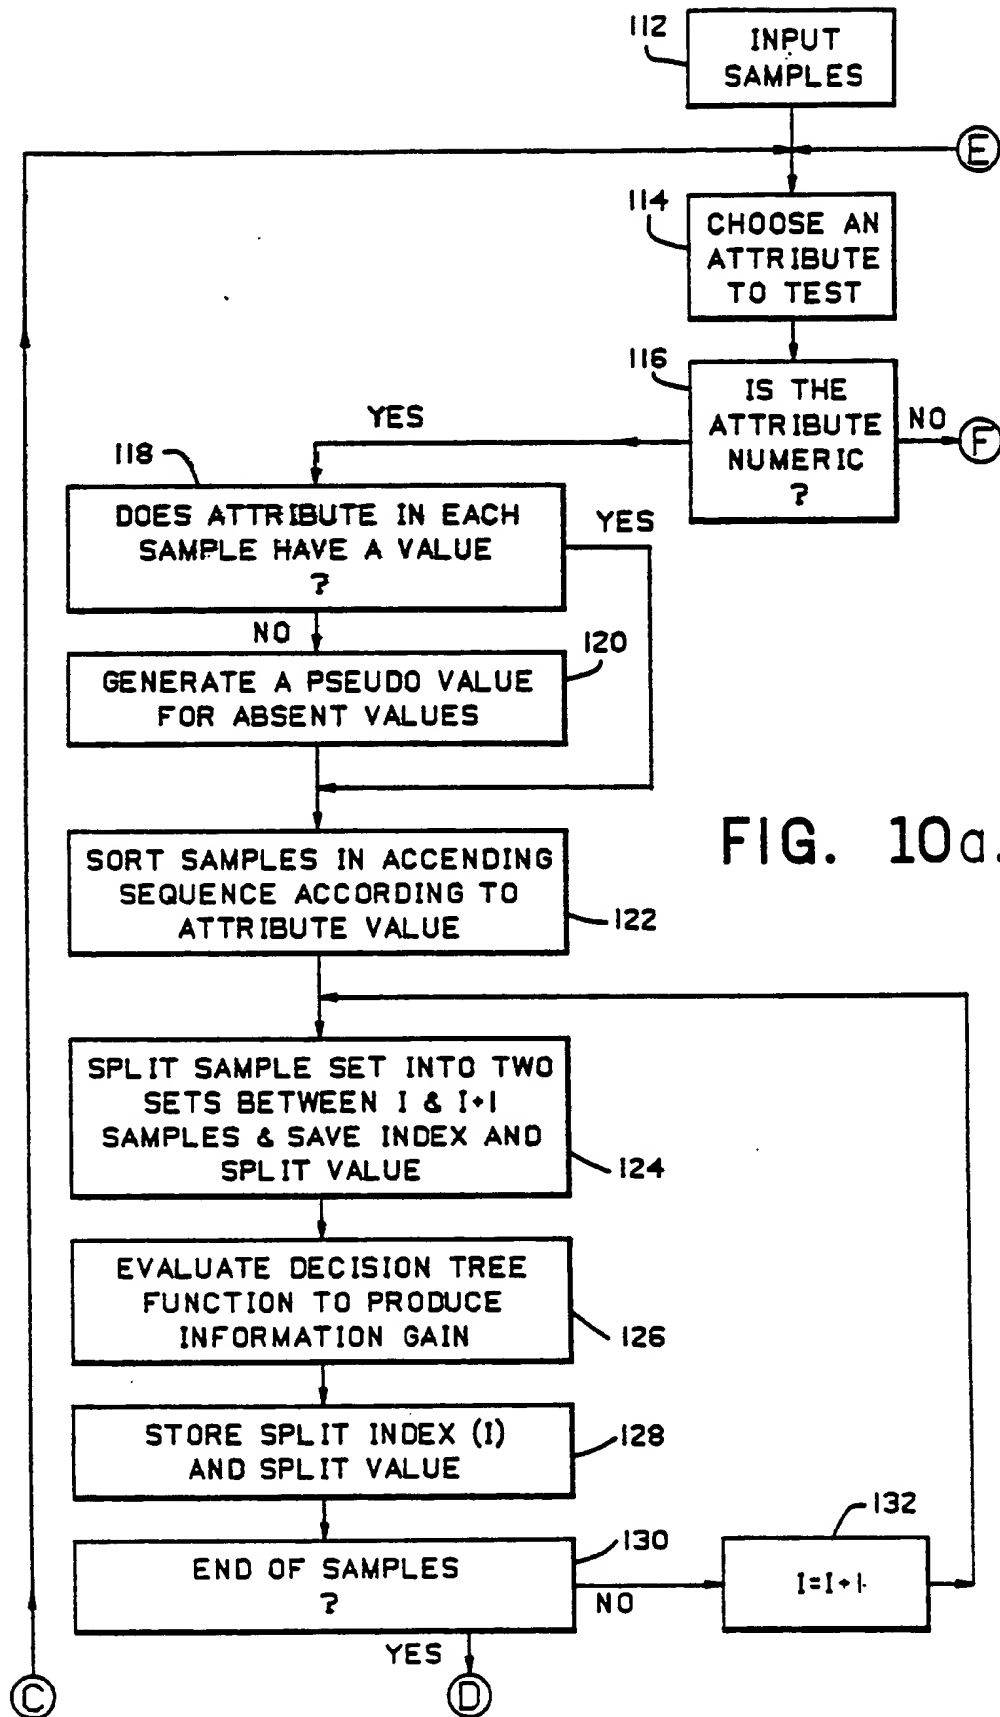 112
INPUT
SAMPLES
E
114
CHOOSE AN
ATTRIBUTE
TO TEST
116
IS THE
ATTRIBUTE
NUMERIC
?
NO
F
YES
118
DOES ATTRIBUTE IN EACH
SAMPLE HAVE A VALUE
?
YES
NO
120
GENERATE A PSEUDO VALUE
FOR ABSENT VALUES
FIG. 10a.
SORT SAMPLES IN ACCENDING
SEQUENCE ACCORDING TO
ATTRIBUTE VALUE
122
SPLIT SAMPLE SET INTO TWO
SETS BETWEEN I & I+1
SAMPLES & SAVE INDEX AND
SPLIT VALUE
124
EVALUATE DECISION TREE
FUNCTION TO PRODUCE
INFORMATION GAIN
126
STORE SPLIT INDEX (I)
AND SPLIT VALUE
128
END OF SAMPLES
?
130
NO
132
I=I+1
YES
C
D